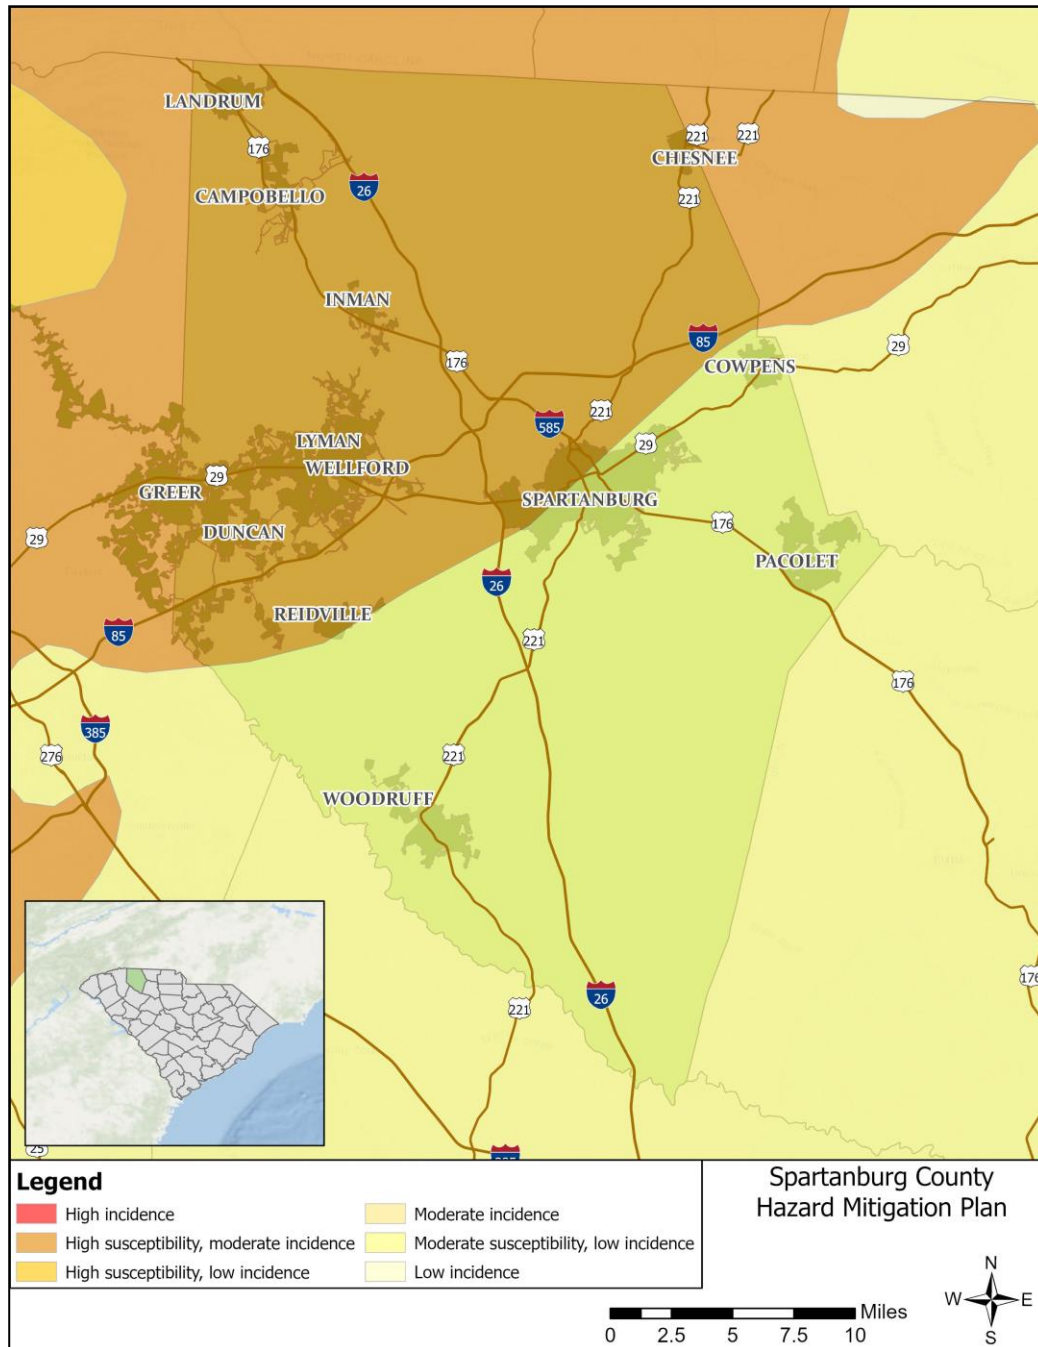 LANDRUM
176
221
221
CHESNEE
CAMPOBELLO
26
221
INMAN
85
29
176
COWPENS
221
585
29
LYMAN
WELLFORD
29
GREER
SPARTANBURG
176
DUNCAN
29
PACOLET
26
REIDVILLE
85
221
176
385
276
221
WOODRUFF
176
26
221
25
Legend
High incidence
High susceptibility, moderate incidence
High susceptibility, low incidence
Moderate incidence
Moderate susceptibility, low incidence
Low incidence
Spartanburg County
Hazard Mitigation Plan
N
W
E
S
Miles
0 2.5 5 7.5 10